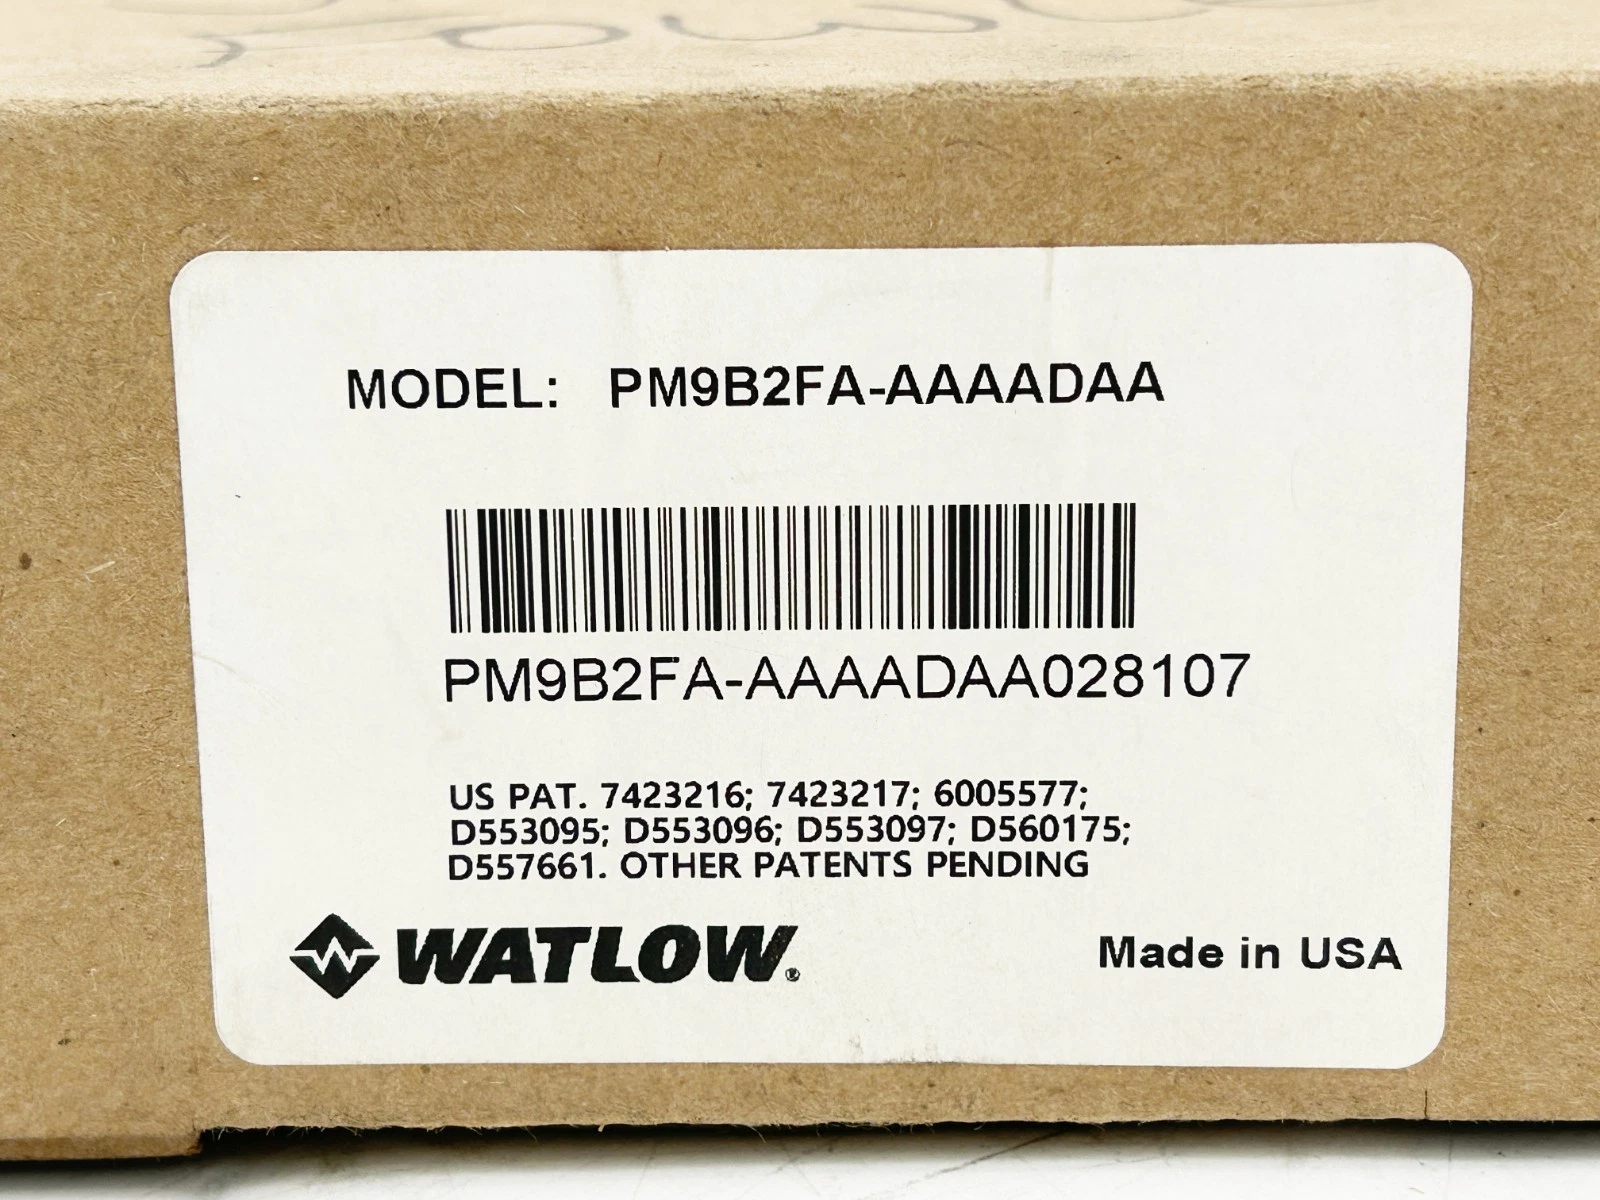 MODEL: PM9B2FA-AAAADAA
PM9B2FA-AAAADAA028107
US PAT. 7423216; 7423217; 6005577;
D553095; D553096; D553097; D560175;
D557661. OTHER PATENTS PENDING
WATLOW®
Made in USA